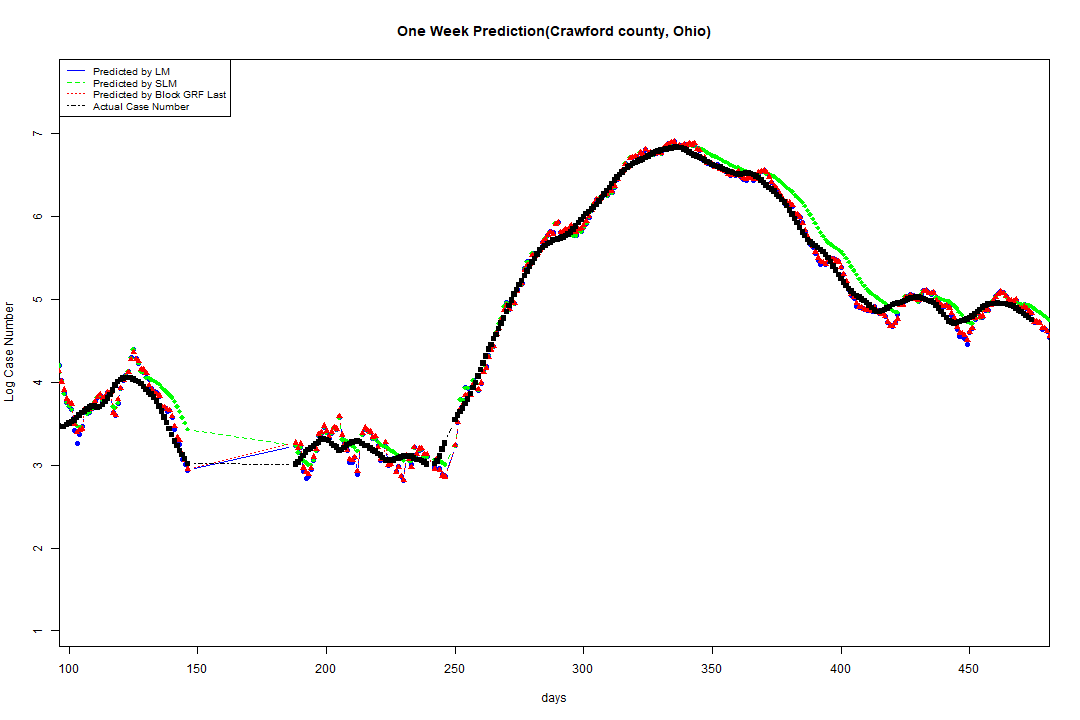 One Week Prediction(Crawford county, Ohio)
Predicted by LM
Predicted by SLM
Predicted by Block GRF Last
Actual Case Number
7
6
5
4
3
2
1
Log Case Number
100 150 200 250 300 350 400 450
days